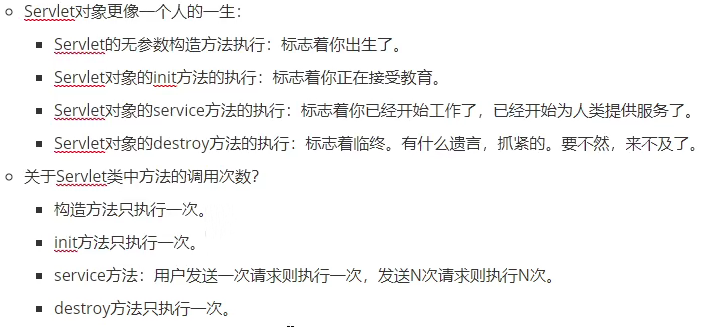 Servlet对象更像一个人的一生：
Servlet的无参数构造方法执行：标志着你出生了。
Servlet对象的init方法的执行：标志着你正在接受教育。
Servlet对象的service方法的执行：标志着你已经开始工作了，已经开始为人类提供服务了。
Servlet对象的destroy方法的执行：标志着临终。有什么遗言，抓紧的。要不然，来不及了。
关于Servlet类中方法的调用次数？
构造方法只执行一次。
init方法只执行一次。
service方法：用户发送一次请求则执行一次，发送N次请求则执行N次。
destroy方法只执行一次。